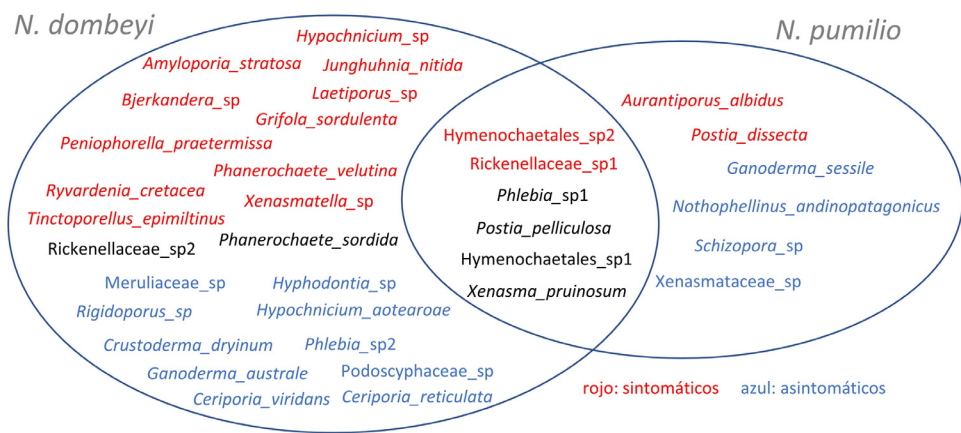 N. dombeyi
N. pumilio
Hypochnicium_sp
Amyloporia_stratosa
Junghuhnia_nitida
Bjerkandera_sp
Laetiporus_sp
Grifola_sordulenta
Peniophorella_praetermissa
Phanerochaete_velutina
Ryvardenia_cretacea
Xenasmatella_sp
Tinctoporellus_epimiltinus
Rickenellaceae_sp2
Phanerochaete_sordida
Meruliaceae_sp
Hyphodontia_sp
Rigidoporus_sp
Hypochnicium_aotearoae
Crustoderma_dryinum
Phlebia_sp2
Ganoderma_australe
Podoscyphaceae_sp
Ceriporia_viridans
Ceriporia_reticulata
Hymenochaetales_sp2
Rickenellaceae_sp1
Phlebia_sp1
Postia_pelliculosa
Hymenochaetales_sp1
Xenasma_pruinosum
Aurantiporus_albidus
Postia_dissecta
Ganoderma_sessile
Nothophellinus_andinopatagonicus
Schizopora_sp
Xenasmataceae_sp
rojo: sintomáticos azul: asintomáticos